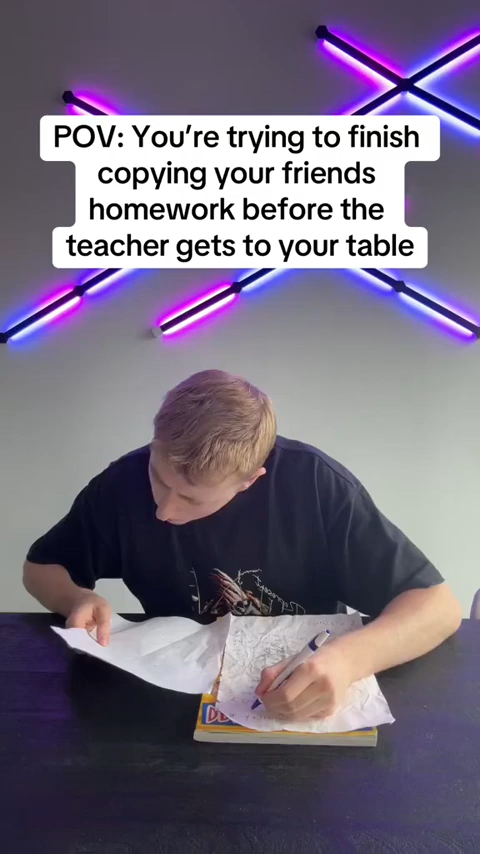 POV: You’re trying to finish
copying your friends
homework before the
teacher gets to your table